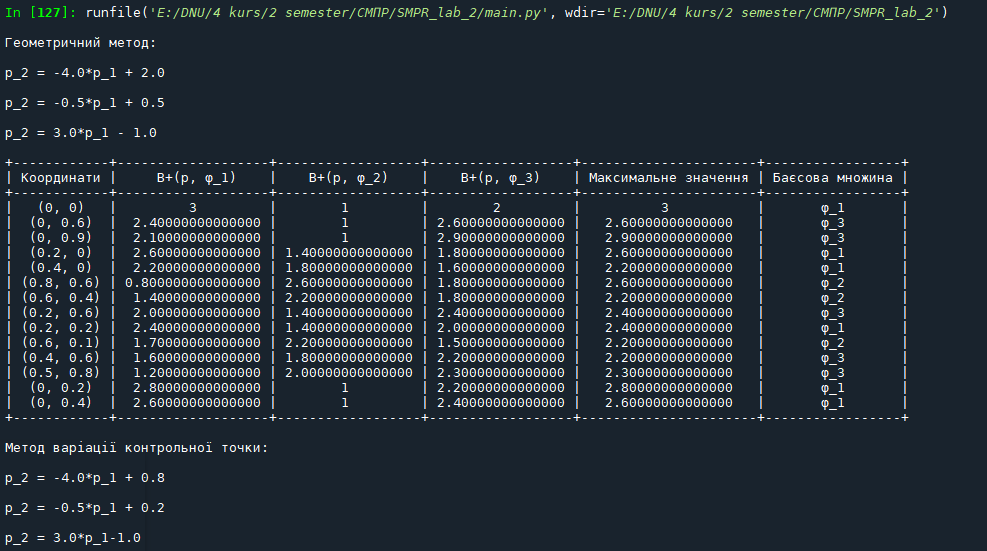 In [127]: runfile('E:/DNU/4 kurs/2 semester/СМПР/SMPR_lab_2/main.py', wdir='E:/DNU/4 kurs/2 semester/СМПР/SMPR_lab_2')
Геометричний метод:
p_2 = -4.0*p_1 + 2.0
p_2 = -0.5*p_1 + 0.5
p_2 = 3.0*p_1 - 1.0
+------------+-------------------+------------------+------------------+----------------------+-----------------+
| Координати | B+(p, φ_1) | B+(p, φ_2) | B+(p, φ_3) | Максимальне значення | Баєсова множина |
+------------+-------------------+------------------+------------------+----------------------+-----------------+
| (0, 0) | 3 | 1 | 2 | 3 | φ_1 |
| (0, 0.6) | 2.40000000000000 | 1 | 2.60000000000000 | 2.60000000000000 | φ_3 |
| (0, 0.9) | 2.10000000000000 | 1 | 2.90000000000000 | 2.90000000000000 | φ_3 |
| (0.2, 0) | 2.60000000000000 | 1.40000000000000 | 1.80000000000000 | 2.60000000000000 | φ_1 |
| (0.4, 0) | 2.20000000000000 | 1.80000000000000 | 1.60000000000000 | 2.20000000000000 | φ_1 |
| (0.8, 0.6) | 0.800000000000000 | 2.60000000000000 | 1.80000000000000 | 2.60000000000000 | φ_2 |
| (0.6, 0.4) | 1.40000000000000 | 2.20000000000000 | 1.80000000000000 | 2.20000000000000 | φ_2 |
| (0.2, 0.6) | 2.00000000000000 | 1.40000000000000 | 2.40000000000000 | 2.40000000000000 | φ_3 |
| (0.2, 0.2) | 2.40000000000000 | 1.40000000000000 | 2.00000000000000 | 2.40000000000000 | φ_1 |
| (0.6, 0.1) | 1.70000000000000 | 2.20000000000000 | 1.50000000000000 | 2.20000000000000 | φ_2 |
| (0.4, 0.6) | 1.60000000000000 | 1.80000000000000 | 2.20000000000000 | 2.20000000000000 | φ_3 |
| (0.5, 0.8) | 1.20000000000000 | 2.00000000000000 | 2.30000000000000 | 2.30000000000000 | φ_3 |
| (0, 0.2) | 2.80000000000000 | 1 | 2.20000000000000 | 2.80000000000000 | φ_1 |
| (0, 0.4) | 2.60000000000000 | 1 | 2.40000000000000 | 2.60000000000000 | φ_1 |
+------------+-------------------+------------------+------------------+----------------------+-----------------+
Метод варіації контрольної точки:
p_2 = -4.0*p_1 + 0.8
p_2 = -0.5*p_1 + 0.2
p_2 = 3.0*p_1-1.0